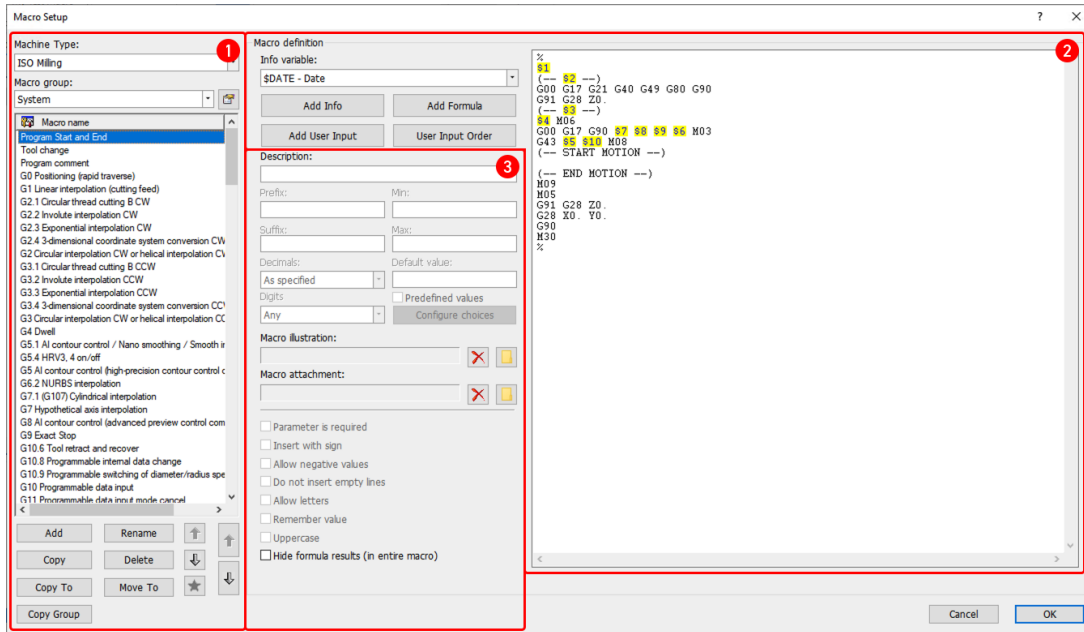 Macro Setup
?
Machine Type:
1
ISO Milling
Macro group:
System
Macro name
Program Start and End
Tool change
Program comment
G0 Positioning (rapid traverse)
G1 Linear interpolation (cutting feed)
G2.1 Circular thread cutting B CW
G2.2 Involute interpolation CW
G2.3 Exponential interpolation CW
G2.4 3-dimensional coordinate system conversion CW
G2 Circular interpolation CW or helical interpolation CW
G3.1 Circular thread cutting B CCW
G3.2 Involute interpolation CCW
G3.3 Exponential interpolation CCW
G3.4 3-dimensional coordinate system conversion CC
G3 Circular interpolation CW or helical interpolation CC
G4 Dwell
G5.1 AI contour control / Nano smoothing / Smooth in
G5.4 HRV3, 4 on/off
G5 AI contour control (high-precision contour control c
G6.2 NURBS interpolation
G7.1 (G107) Cylindrical interpolation
G7 Hypothetical axis interpolation
G8 AI contour control (advanced preview control com
G9 Exact Stop
G10.6 Tool retract and recover
G10.8 Programmable internal data change
G10.9 Programmable switching of diameter/radius spe
G10 Programmable data input
G11 Programmable data input mode cancel
Add
Rename
Copy
Delete
Copy To
Move To
Copy Group
Macro definition
2
Info variable:
$DATE - Date
Add Info
Add Formula
Add User Input
User Input Order
3
Description:
Prefix:
Min:
Suffix:
Max:
Decimals:
Default value:
As specified
Digits
Predefined values
Any
Configure choices
Macro illustration:
Macro attachment:
Parameter is required
Insert with sign
Allow negative values
Do not insert empty lines
Allow letters
Remember value
Uppercase
Hide formula results (in entire macro)
%
$1
(-- $2 --)
G00 G17 G21 G40 G49 G80 G90
G91 G28 Z0.
(-- $3 --)
$4 M06
G00 G17 G90 $7 $8 $9 $6 M03
G43 $5 $10 M08
(-- START MOTION --)
(-- END MOTION --)
M09
M05
G91 G28 Z0.
G28 X0. Y0.
G90
M30
%
Cancel
OK